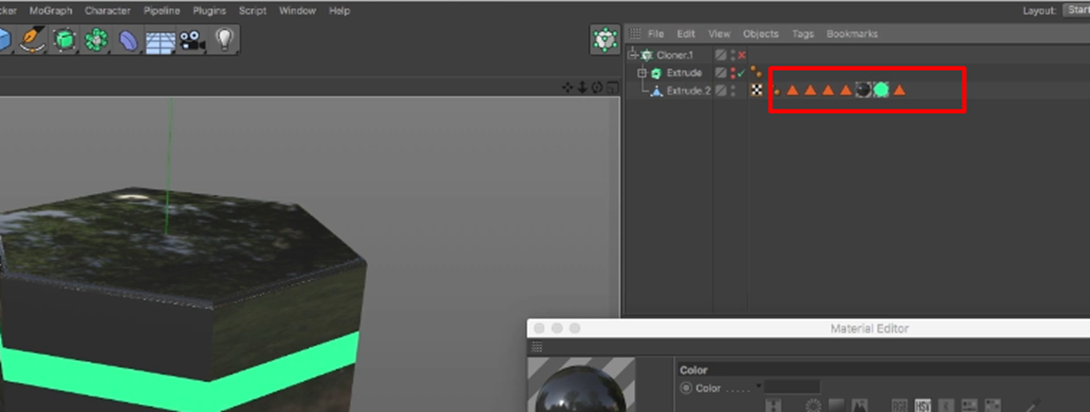 cker MoGraph Character Pipeline Plugins Script Window Help Layout: Start
File Edit View Objects Tags Bookmarks
Cloner.1
Extrude
Extrude.2
Material Editor
Color
Color .....